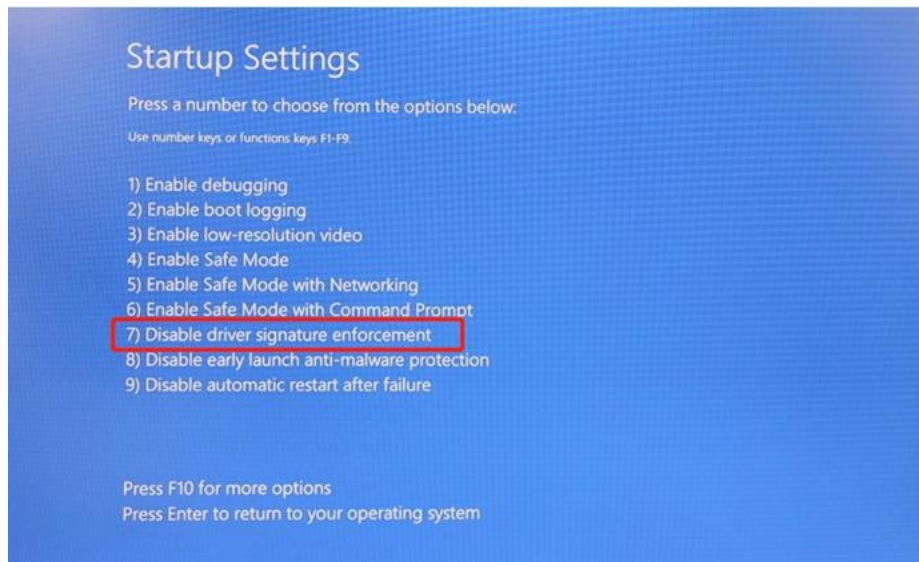 Startup Settings
Press a number to choose from the options below:
Use number keys or functions keys F1-F9.
1) Enable debugging
2) Enable boot logging
3) Enable low-resolution video
4) Enable Safe Mode
5) Enable Safe Mode with Networking
6) Enable Safe Mode with Command Prompt
7) Disable driver signature enforcement
8) Disable early launch anti-malware protection
9) Disable automatic restart after failure
Press F10 for more options
Press Enter to return to your operating system